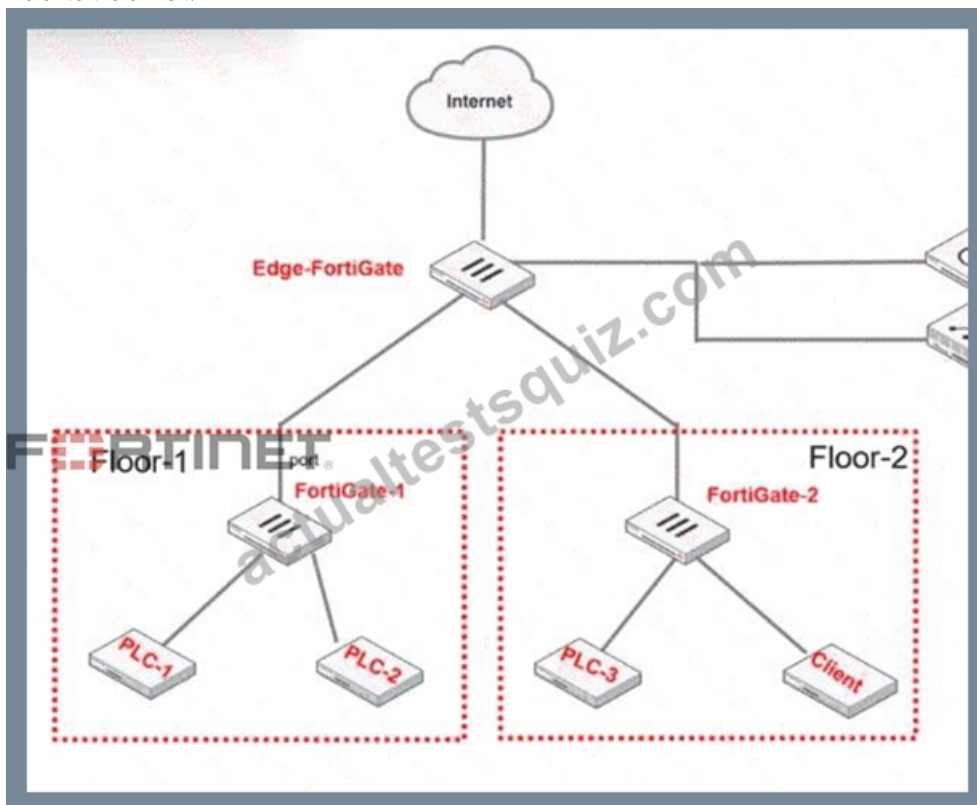 Internet
Edge-FortiGate
actualtestsquiz.com
FORTINET
Floor-1
port
FortiGate-1
PLC-1
PLC-2
Floor-2
FortiGate-2
PLC-3
Client